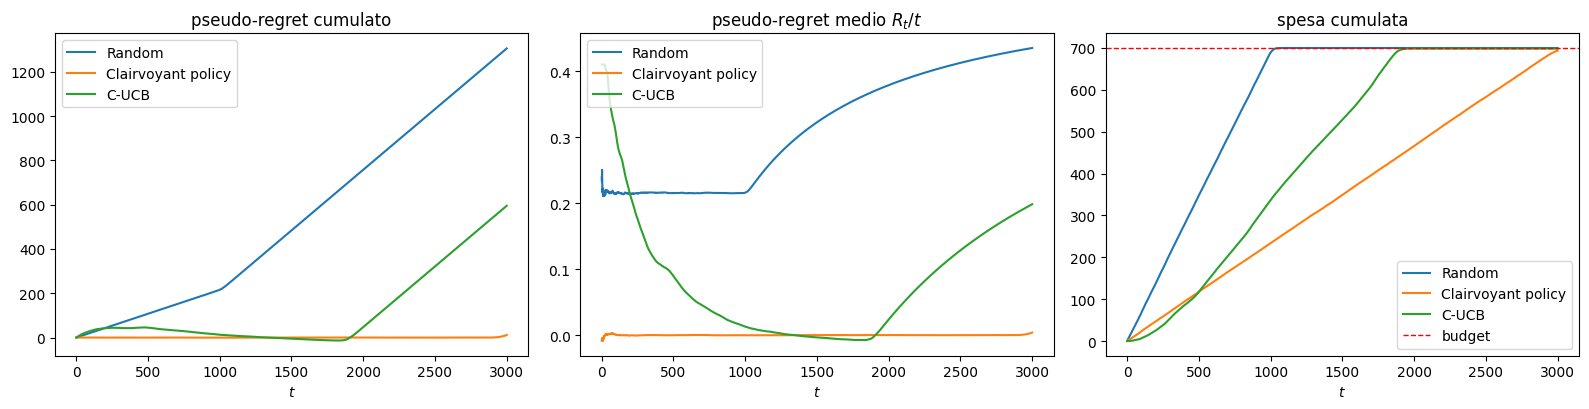 pseudo-regret cumulato
Random
Clairvoyant policy
C-UCB
1200
1000
800
600
400
200
0
0 500 1000 1500 2000 2500 3000
t
pseudo-regret medio R_t/t
Random
Clairvoyant policy
C-UCB
0.4
0.3
0.2
0.1
0.0
0 500 1000 1500 2000 2500 3000
t
spesa cumulata
700
600
500
400
300
200
100
0
Random
Clairvoyant policy
C-UCB
budget
0 500 1000 1500 2000 2500 3000
t